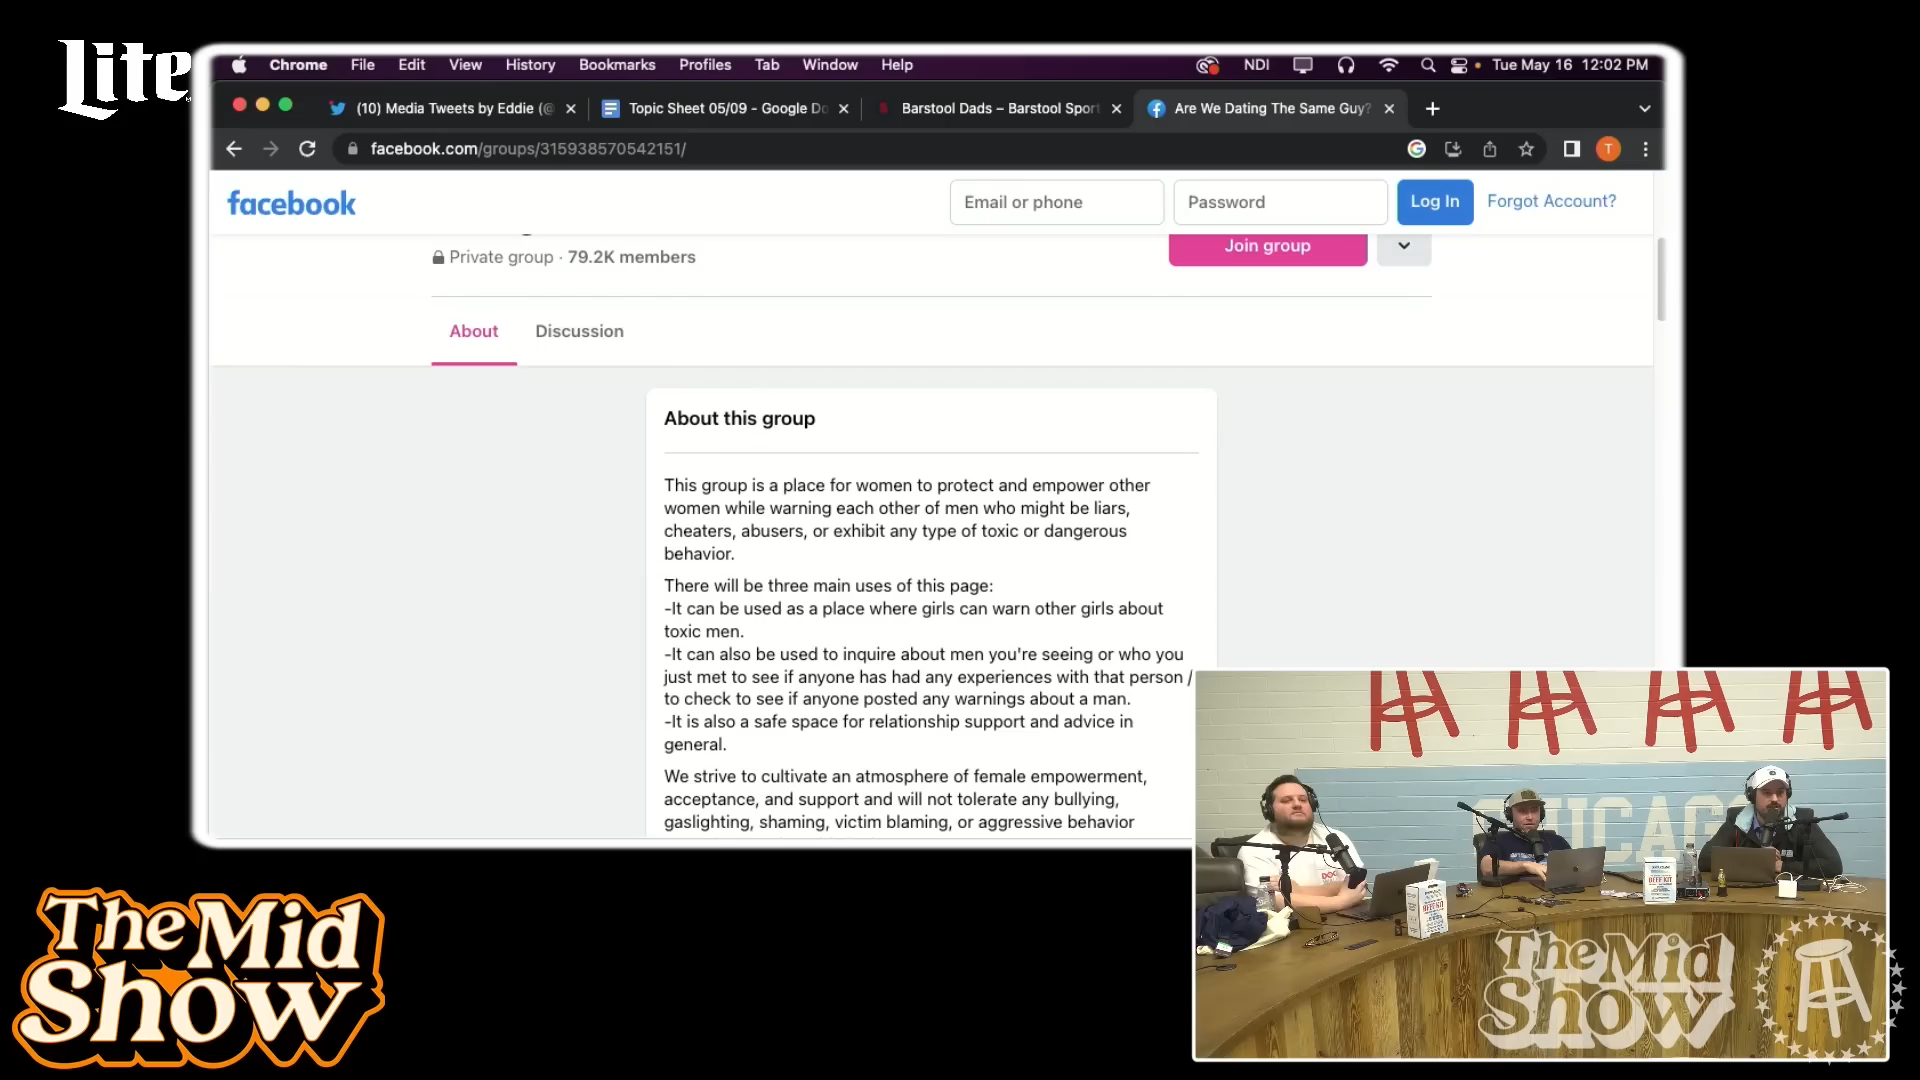 Lite
Chrome File Edit View History Bookmarks Profiles Tab Window Help NDI Tue May 16 12:02 PM
(10) Media Tweets by Eddie (@ Topic Sheet 05/09 - Google Do Barstool Dads – Barstool Sport Are We Dating The Same Guy?
facebook.com/groups/315938570542151/ T
facebook Email or phone Password Log In Forgot Account?
Private group · 79.2K members Join group
About Discussion
About this group
This group is a place for women to protect and empower other
women while warning each other of men who might be liars,
cheaters, abusers, or exhibit any type of toxic or dangerous
behavior.
There will be three main uses of this page:
-It can be used as a place where girls can warn other girls about
toxic men.
-It can also be used to inquire about men you're seeing or who you
just met to see if anyone has had any experiences with that person /
to check to see if anyone posted any warnings about a man.
-It is also a safe space for relationship support and advice in
general.
We strive to cultivate an atmosphere of female empowerment,
acceptance, and support and will not tolerate any bullying,
gaslighting, shaming, victim blaming, or aggressive behavior
CHICAGO
BEEF KIT
BEEF KIT
The Mid
Show
The Mid
Show